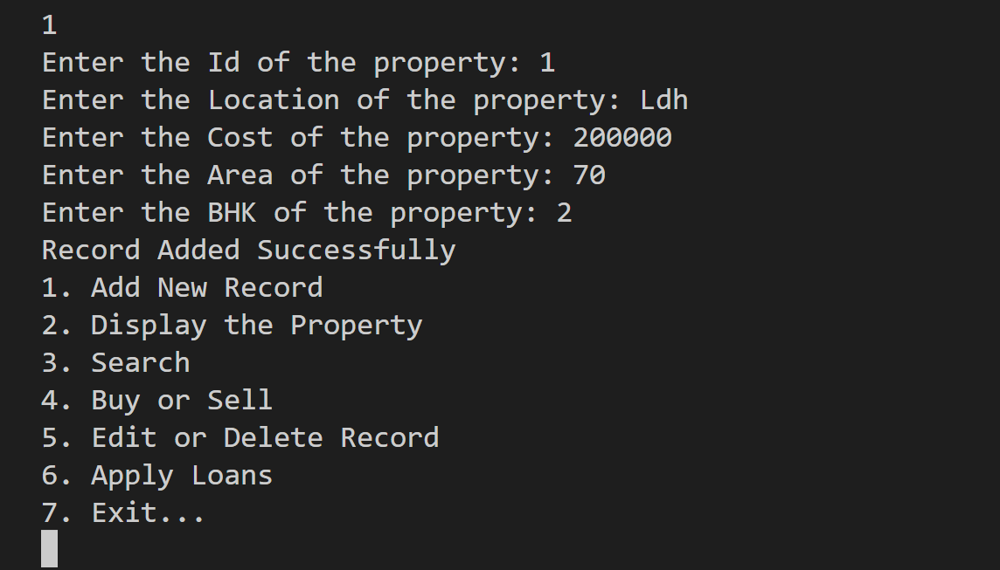 1
Enter the Id of the property: 1
Enter the Location of the property: Ldh
Enter the Cost of the property: 200000
Enter the Area of the property: 70
Enter the BHK of the property: 2
Record Added Successfully
1. Add New Record
2. Display the Property
3. Search
4. Buy or Sell
5. Edit or Delete Record
6. Apply Loans
7. Exit...